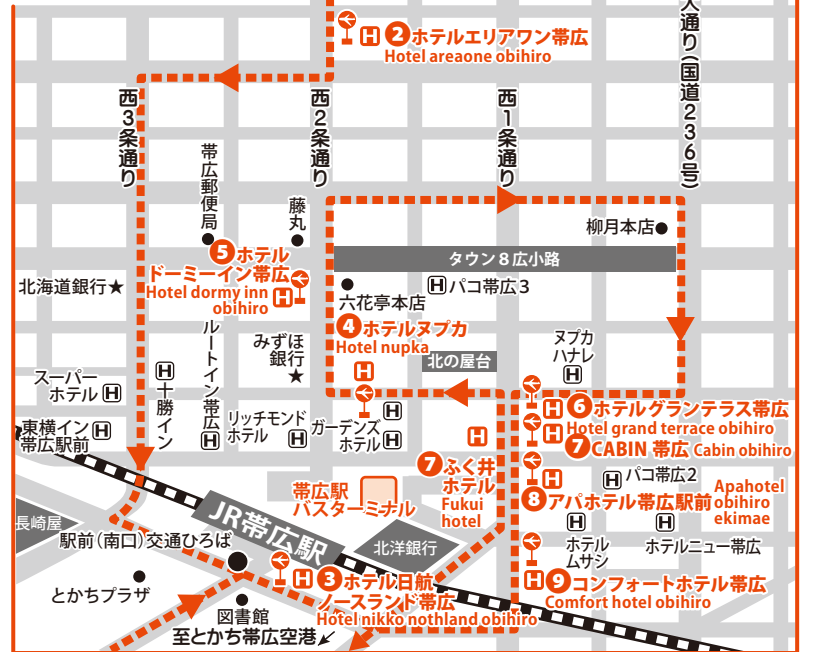 ❷ホテルエリアワン帯広
Hotel areaone obihiro
大通り(国道236号)
西3条通り
西2条通り
西1条通り
帯広郵便局
藤丸
柳月本店
タウン8広小路
❺ホテル
ドーミーイン帯広
Hotel dormy inn
obihiro
北海道銀行★
六花亭本店
H パコ帯広3
❹ホテルヌプカ
Hotel nupka
北の屋台
ヌプカ
ハナレ
H
みずほ
銀行
★
ルートイン帯広 H
H 十勝イン
スーパー
ホテル H
東横イン H
帯広駅前
リッチモンド
ホテル H
ガーデンズ H
ホテル H
H ❻ホテルグランテラス帯広
Hotel grand terrace obihiro
H ❼CABIN 帯広 Cabin obihiro
H
❼ふく井
ホテル
Fukui
hotel
H パコ帯広2
H
❽アパホテル帯広駅前
Apahotel
obihiro
ekimae
帯広駅
バスターミナル
長崎屋
JR帯広駅
北洋銀行
H
ホテル
ムサシ
H
ホテルニュー帯広
駅前(南口)交通ひろば
H ❸ホテル日航
ノースランド帯広
Hotel nikko nothland obihiro
H ❾コンフォートホテル帯広
Comfort hotel obihiro
とかちプラザ
図書館
至とかち帯広空港